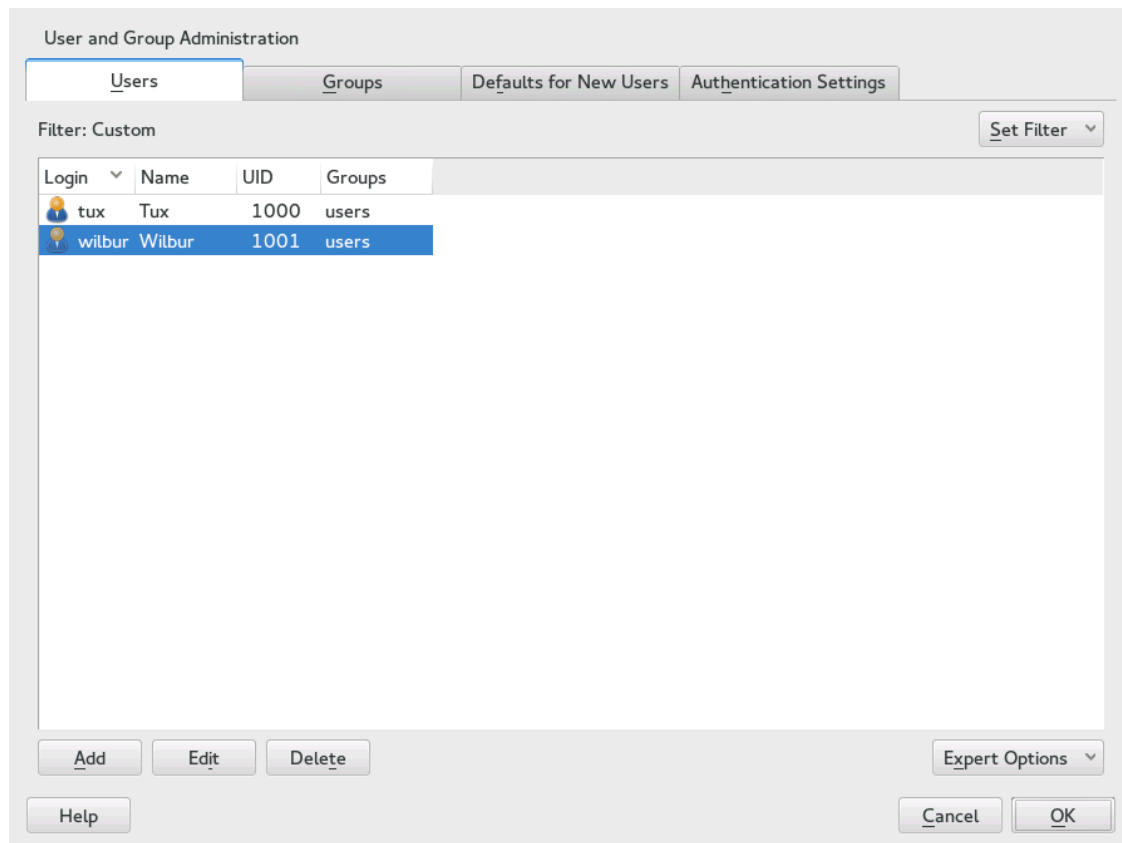 User and Group Administration
Users Groups Defaults for New Users Authentication Settings
Filter: Custom Set Filter
Login Name UID Groups
tux Tux 1000 users
wilbur Wilbur 1001 users
Add Edit Delete Expert Options
Help Cancel OK